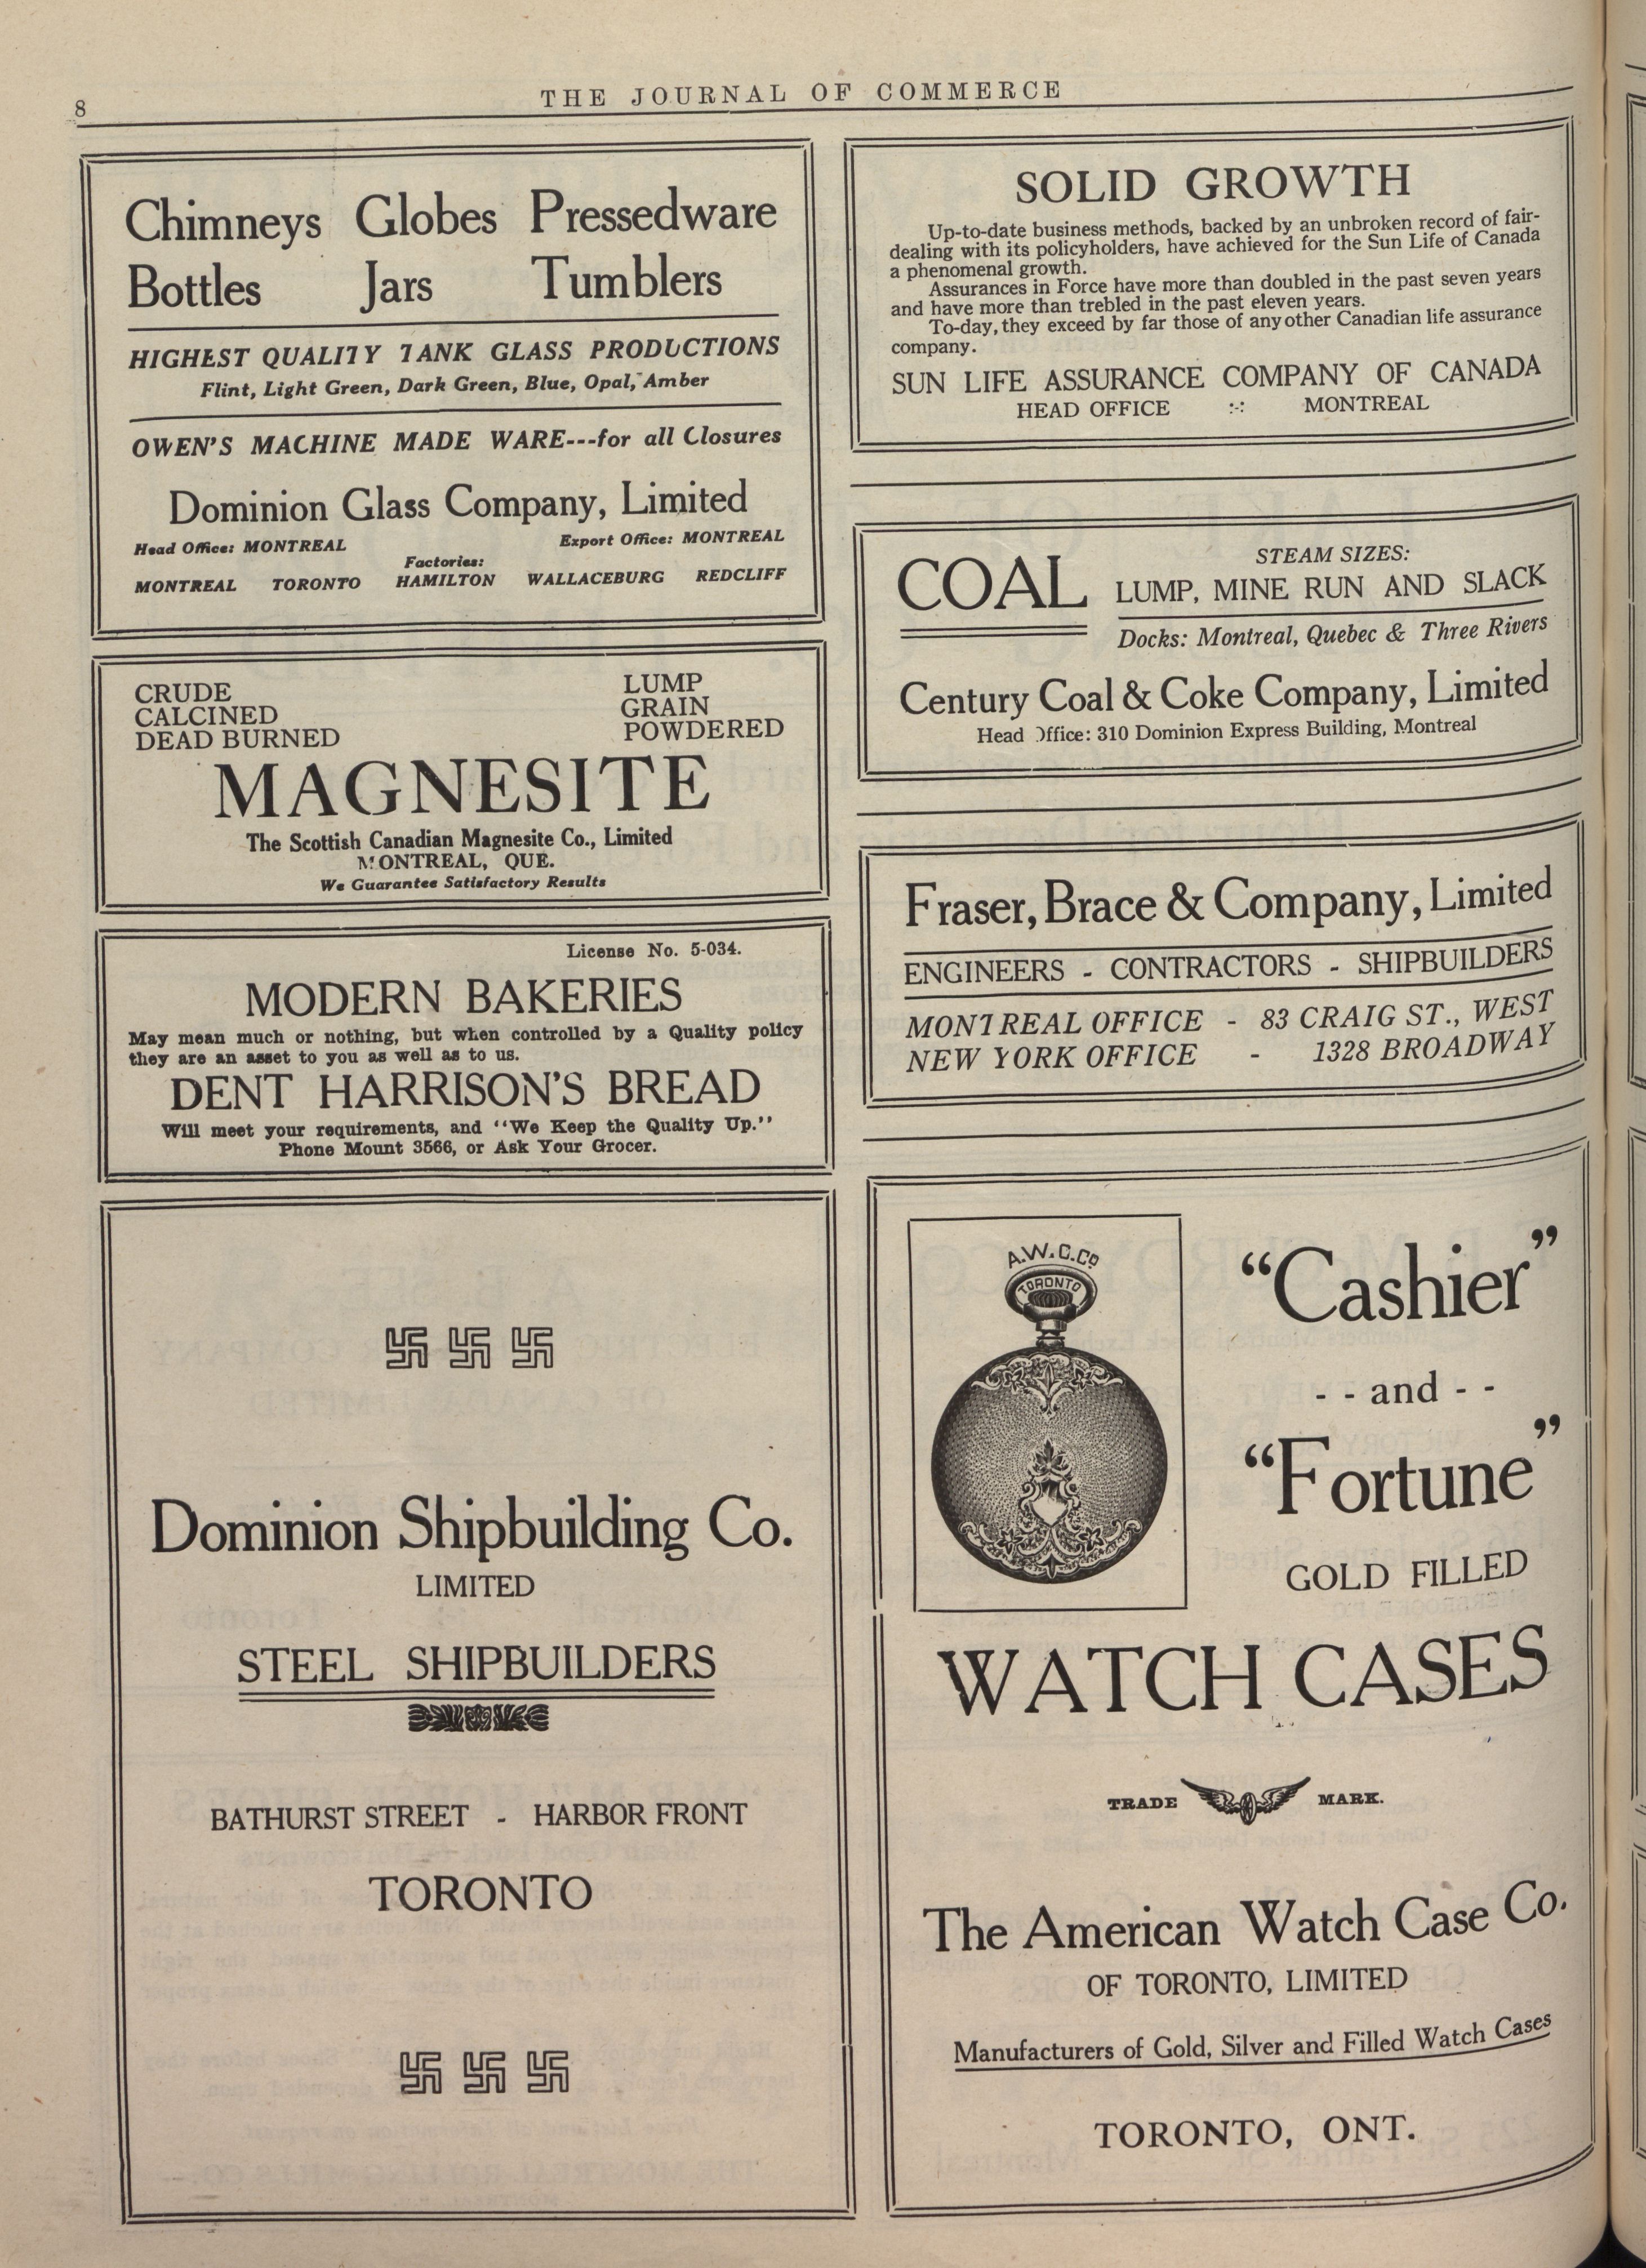 8
THE JOURNAL OF COMMERCE
Chimneys Globes Pressedware
Bottles Jars Tumblers
HIGHEST QUALITY TANK GLASS PRODUCTIONS
Flint, Light Green, Dark Green, Blue, Opal, Amber
OWEN'S MACHINE MADE WARE---for all Closures
Dominion Glass Company, Limited
Head Office: MONTREAL Export Office: MONTREAL
Factories:
MONTREAL TORONTO HAMILTON WALLACEBURG REDCLIFF
CRUDE LUMP
CALCINED GRAIN
DEAD BURNED POWDERED
MAGNESITE
The Scottish Canadian Magnesite Co., Limited
MONTREAL, QUE.
We Guarantee Satisfactory Results
License No. 5-034.
MODERN BAKERIES
May mean much or nothing, but when controlled by a Quality policy
they are an asset to you as well as to us.
DENT HARRISON'S BREAD
Will meet your requirements, and "We Keep the Quality Up."
Phone Mount 3566, or Ask Your Grocer.
Dominion Shipbuilding Co.
LIMITED
STEEL SHIPBUILDERS
BATHURST STREET - HARBOR FRONT
TORONTO
SOLID GROWTH
Up-to-date business methods, backed by an unbroken record of fair-
dealing with its policyholders, have achieved for the Sun Life of Canada
a phenomenal growth.
Assurances in Force have more than doubled in the past seven years
and have more than trebled in the past eleven years.
To-day, they exceed by far those of any other Canadian life assurance
company.
SUN LIFE ASSURANCE COMPANY OF CANADA
HEAD OFFICE :-: MONTREAL
COAL
STEAM SIZES:
LUMP, MINE RUN AND SLACK
Docks: Montreal, Quebec & Three Rivers
Century Coal & Coke Company, Limited
Head Office: 310 Dominion Express Building, Montreal
Fraser, Brace & Company, Limited
ENGINEERS - CONTRACTORS - SHIPBUILDERS
MONTREAL OFFICE - 83 CRAIG ST., WEST
NEW YORK OFFICE - 1328 BROADWAY
A.W.C.Co
TORONTO
"Cashier"
- - and - -
"Fortune"
GOLD FILLED
WATCH CASES
TRADE MARK.
The American Watch Case Co.
OF TORONTO, LIMITED
Manufacturers of Gold, Silver and Filled Watch Cases
TORONTO, ONT.